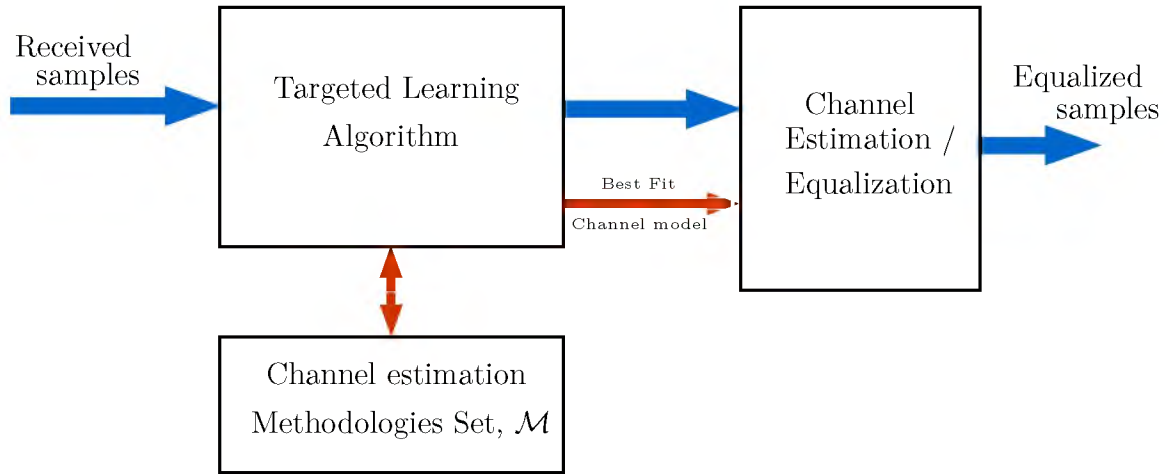 Received
samples
Targeted Learning
Algorithm
Best Fit
Channel model
Channel
Estimation /
Equalization
Equalized
samples
Channel estimation
Methodologies Set, ℳ